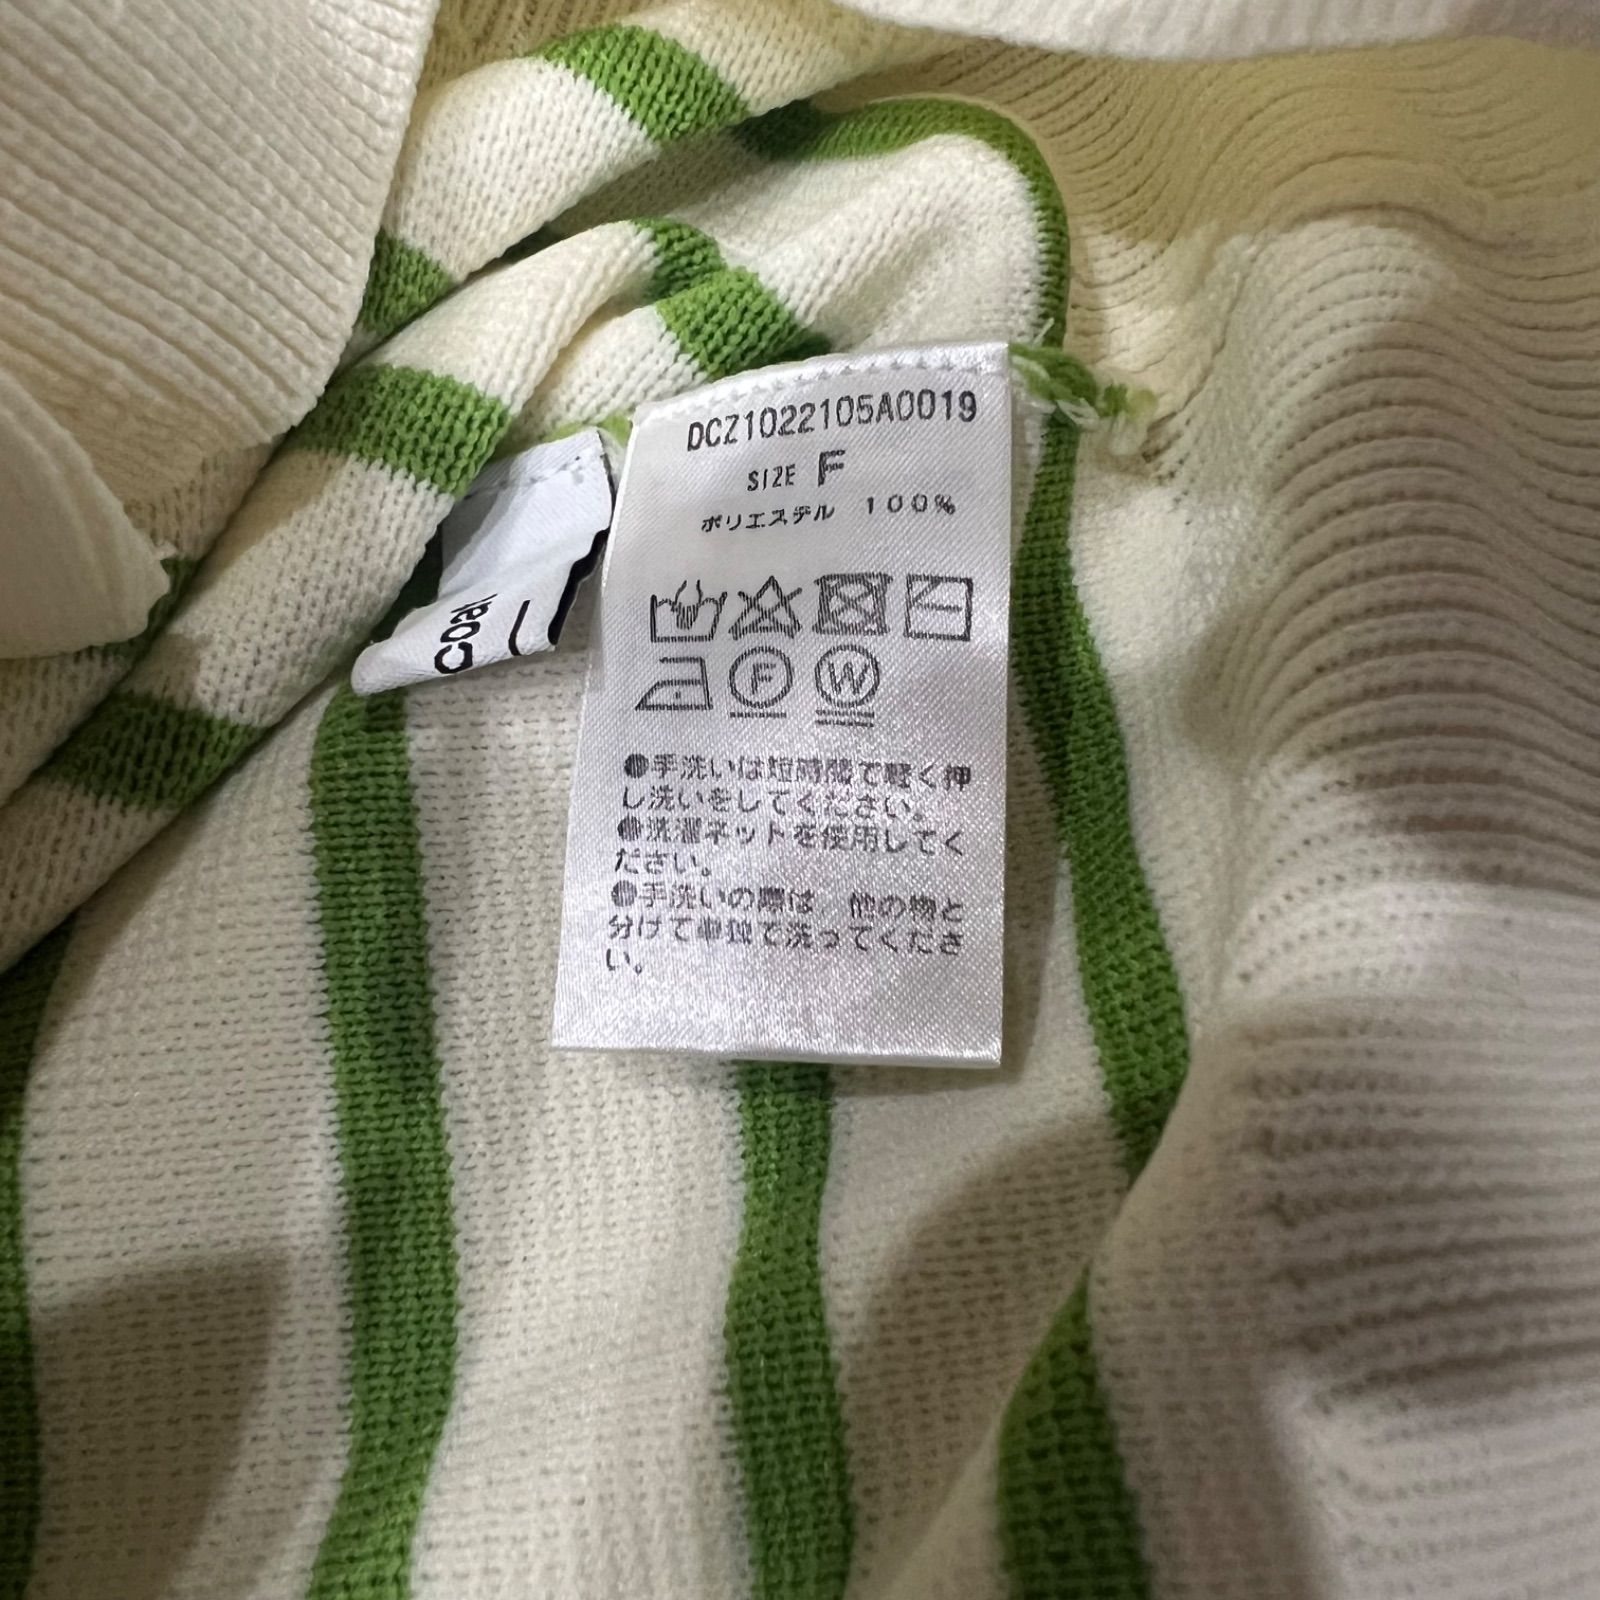 DCZ1022105A0019
SIZE F
ポリエステル 100%
F
W
●手洗いは短時間で軽く押
し洗いをしてください。
●洗濯ネットを使用してく
ださい。
●手洗いの際は 他の物と
分けて単独で洗ってくださ
い。